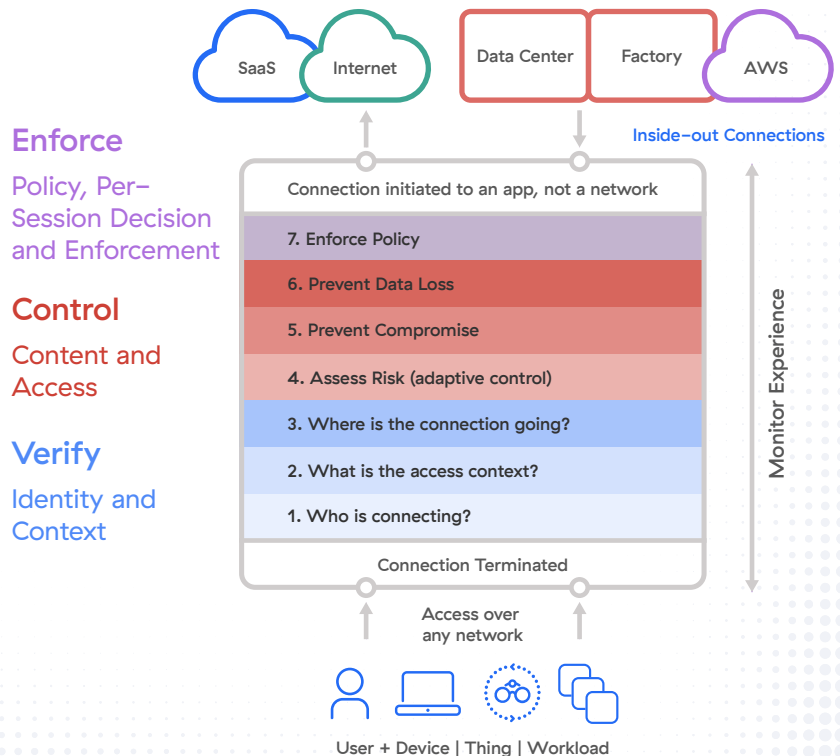 SaaS
Internet
Data Center
Factory
AWS
Inside-out Connections
Enforce
Policy, Per-
Session Decision
and Enforcement
Control
Content and
Access
Verify
Identity and
Context
Connection initiated to an app, not a network
7. Enforce Policy
6. Prevent Data Loss
5. Prevent Compromise
4. Assess Risk (adaptive control)
3. Where is the connection going?
2. What is the access context?
1. Who is connecting?
Connection Terminated
Monitor Experience
Access over
any network
User + Device | Thing | Workload